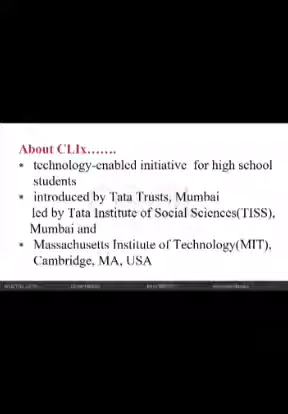 About CLIx.......
• technology-enabled initiative for high school
students
• introduced by Tata Trusts, Mumbai
led by Tata Institute of Social Sciences(TISS),
Mumbai and
• Massachusetts Institute of Technology(MIT),
Cambridge, MA, USA